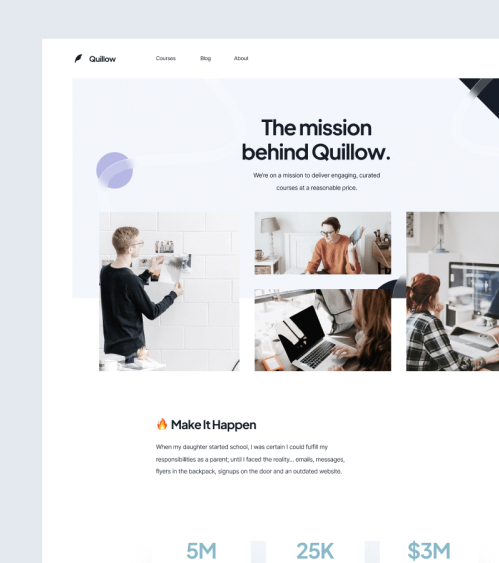 Quillow
Courses Blog About
The mission
behind Quillow.
We're on a mission to deliver engaging, curated
courses at a reasonable price.
🔥 Make It Happen
When my daughter started school, I was certain I could fulfill my
responsibilities as a parent; until I faced the reality... emails, messages,
flyers in the backpack, signups on the door and an outdated website.
5M 25K $3M